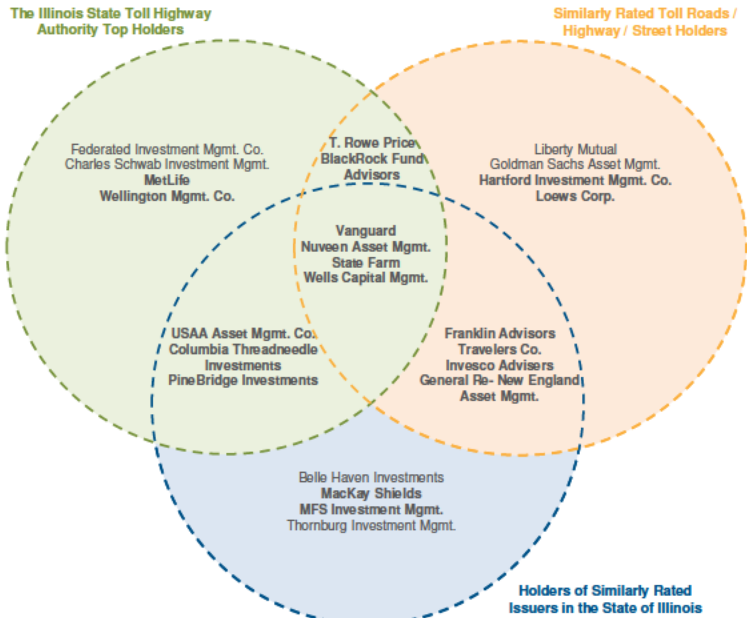 The Illinois State Toll Highway
Authority Top Holders
Similarly Rated Toll Roads /
Highway / Street Holders
Federated Investment Mgmt. Co.
Charles Schwab Investment Mgmt.
MetLife
Wellington Mgmt. Co.
T. Rowe Price
BlackRock Fund
Advisors
Liberty Mutual
Goldman Sachs Asset Mgmt.
Hartford Investment Mgmt. Co.
Loews Corp.
Vanguard
Nuveen Asset Mgmt.
State Farm
Wells Capital Mgmt.
USAA Asset Mgmt. Co.
Columbia Threadneedle
Investments
PineBridge Investments
Franklin Advisors
Travelers Co.
Invesco Advisers
General Re- New England
Asset Mgmt.
Belle Haven Investments
MacKay Shields
MFS Investment Mgmt.
Thornburg Investment Mgmt.
Holders of Similarly Rated
Issuers in the State of Illinois